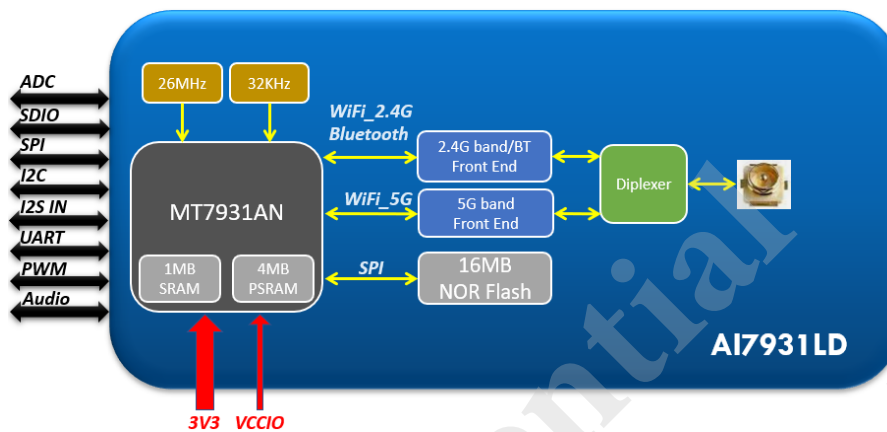 ADC
SDIO
SPI
I2C
I2S IN
UART
PWM
Audio
26MHz
32KHz
WiFi_2.4G
Bluetooth
2.4G band/BT
Front End
WiFi_5G
5G band
Front End
Diplexer
MT7931AN
1MB
SRAM
4MB
PSRAM
SPI
16MB
NOR Flash
AI7931LD
3V3
VCCIO